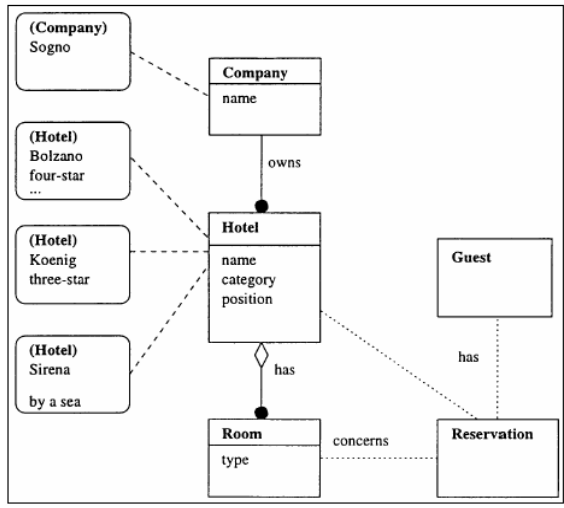 (Company)
Sogno
Company
name
owns
(Hotel)
Bolzano
four-star
...
(Hotel)
Koenig
three-star
(Hotel)
Sirena
by a sea
Hotel
name
category
position
has
Room
type
Guest
has
concerns
Reservation